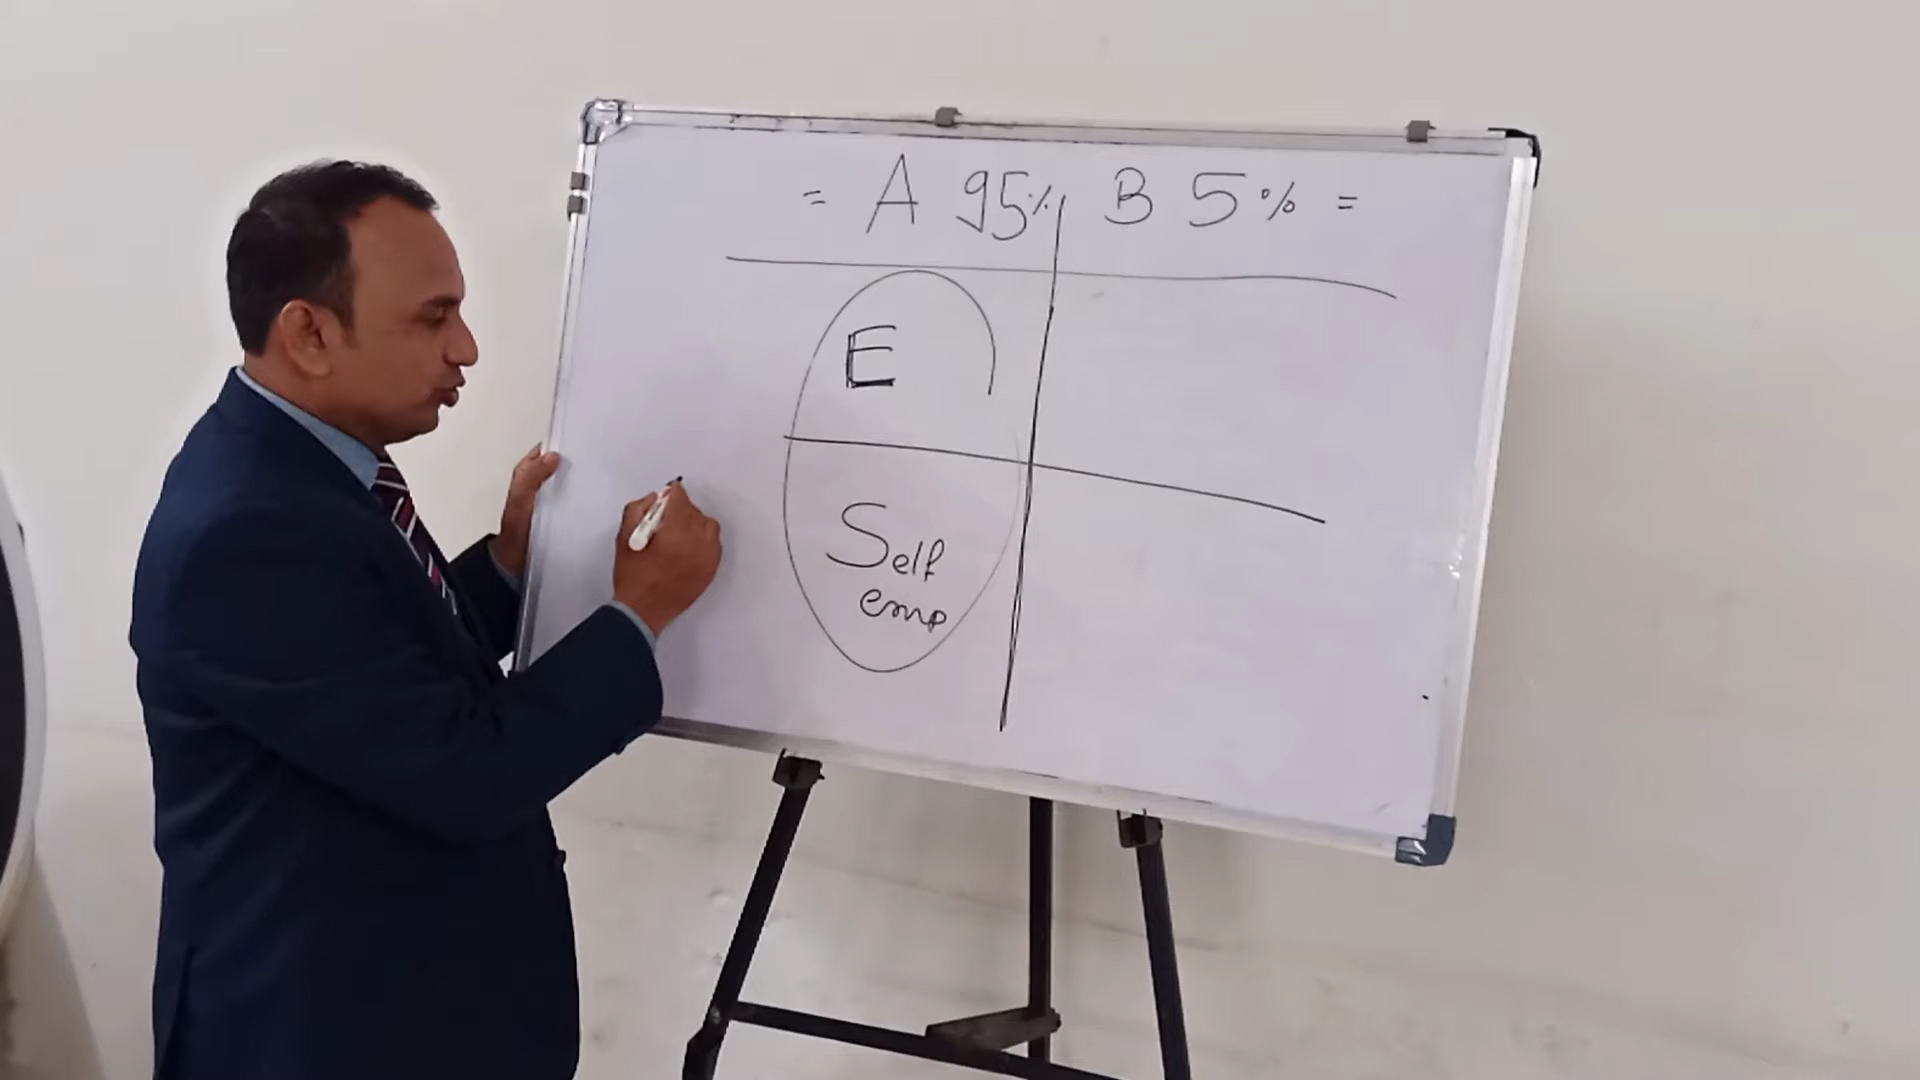 = A 95% B 5% =
E
Self
emp